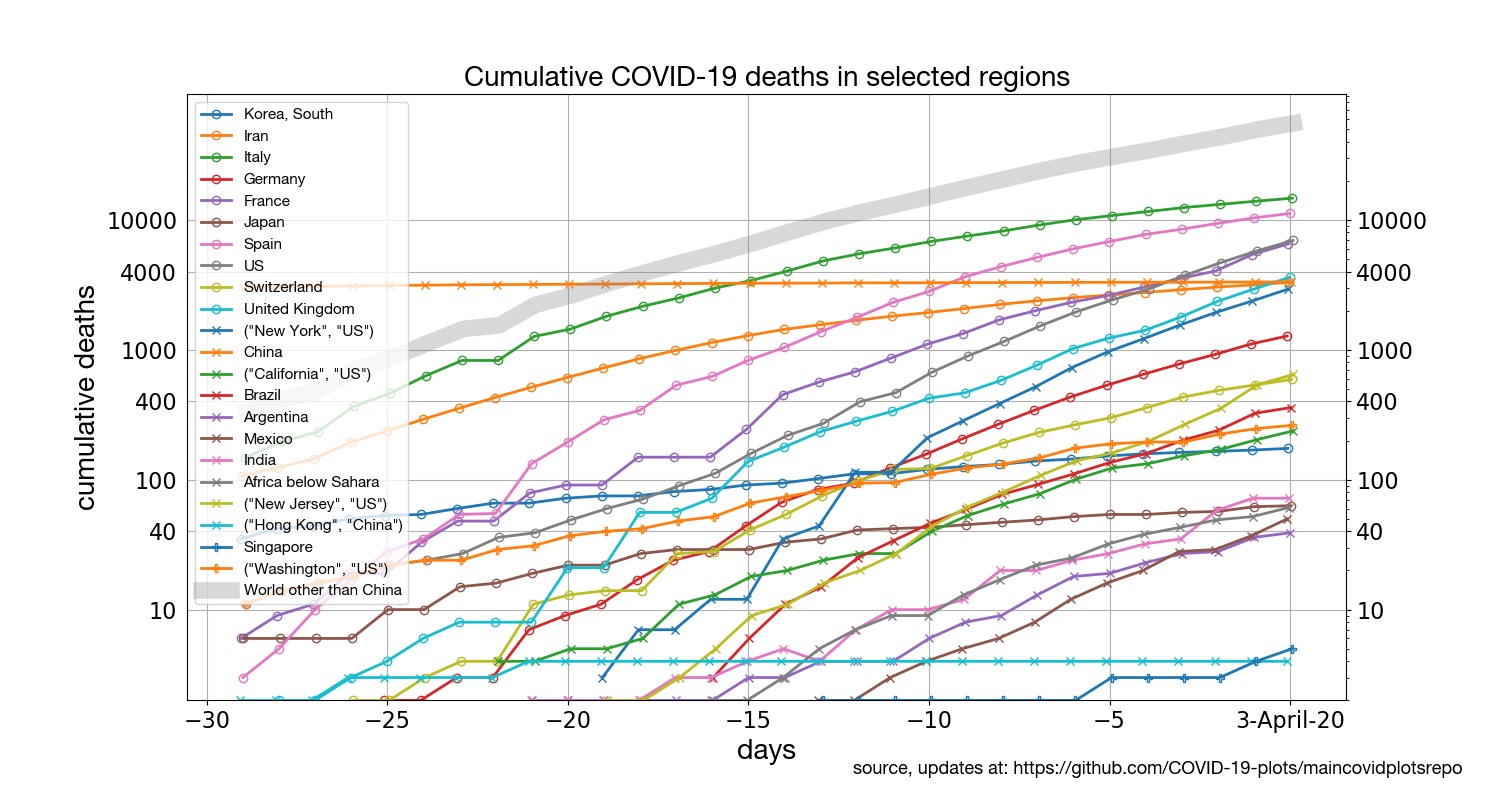 Cumulative COVID-19 deaths in selected regions
Korea, South
Iran
Italy
Germany
France
Japan
Spain
US
Switzerland
United Kingdom
("New York", "US")
China
("California", "US")
Brazil
Argentina
Mexico
India
Africa below Sahara
("New Jersey", "US")
("Hong Kong", "China")
Singapore
("Washington", "US")
World other than China
cumulative deaths
10000
4000
1000
400
100
40
10
10000
4000
1000
400
100
40
10
−30
−25
−20
−15
−10
−5
3-April-20
days
source, updates at: https://github.com/COVID-19-plots/maincovidplotsrepo